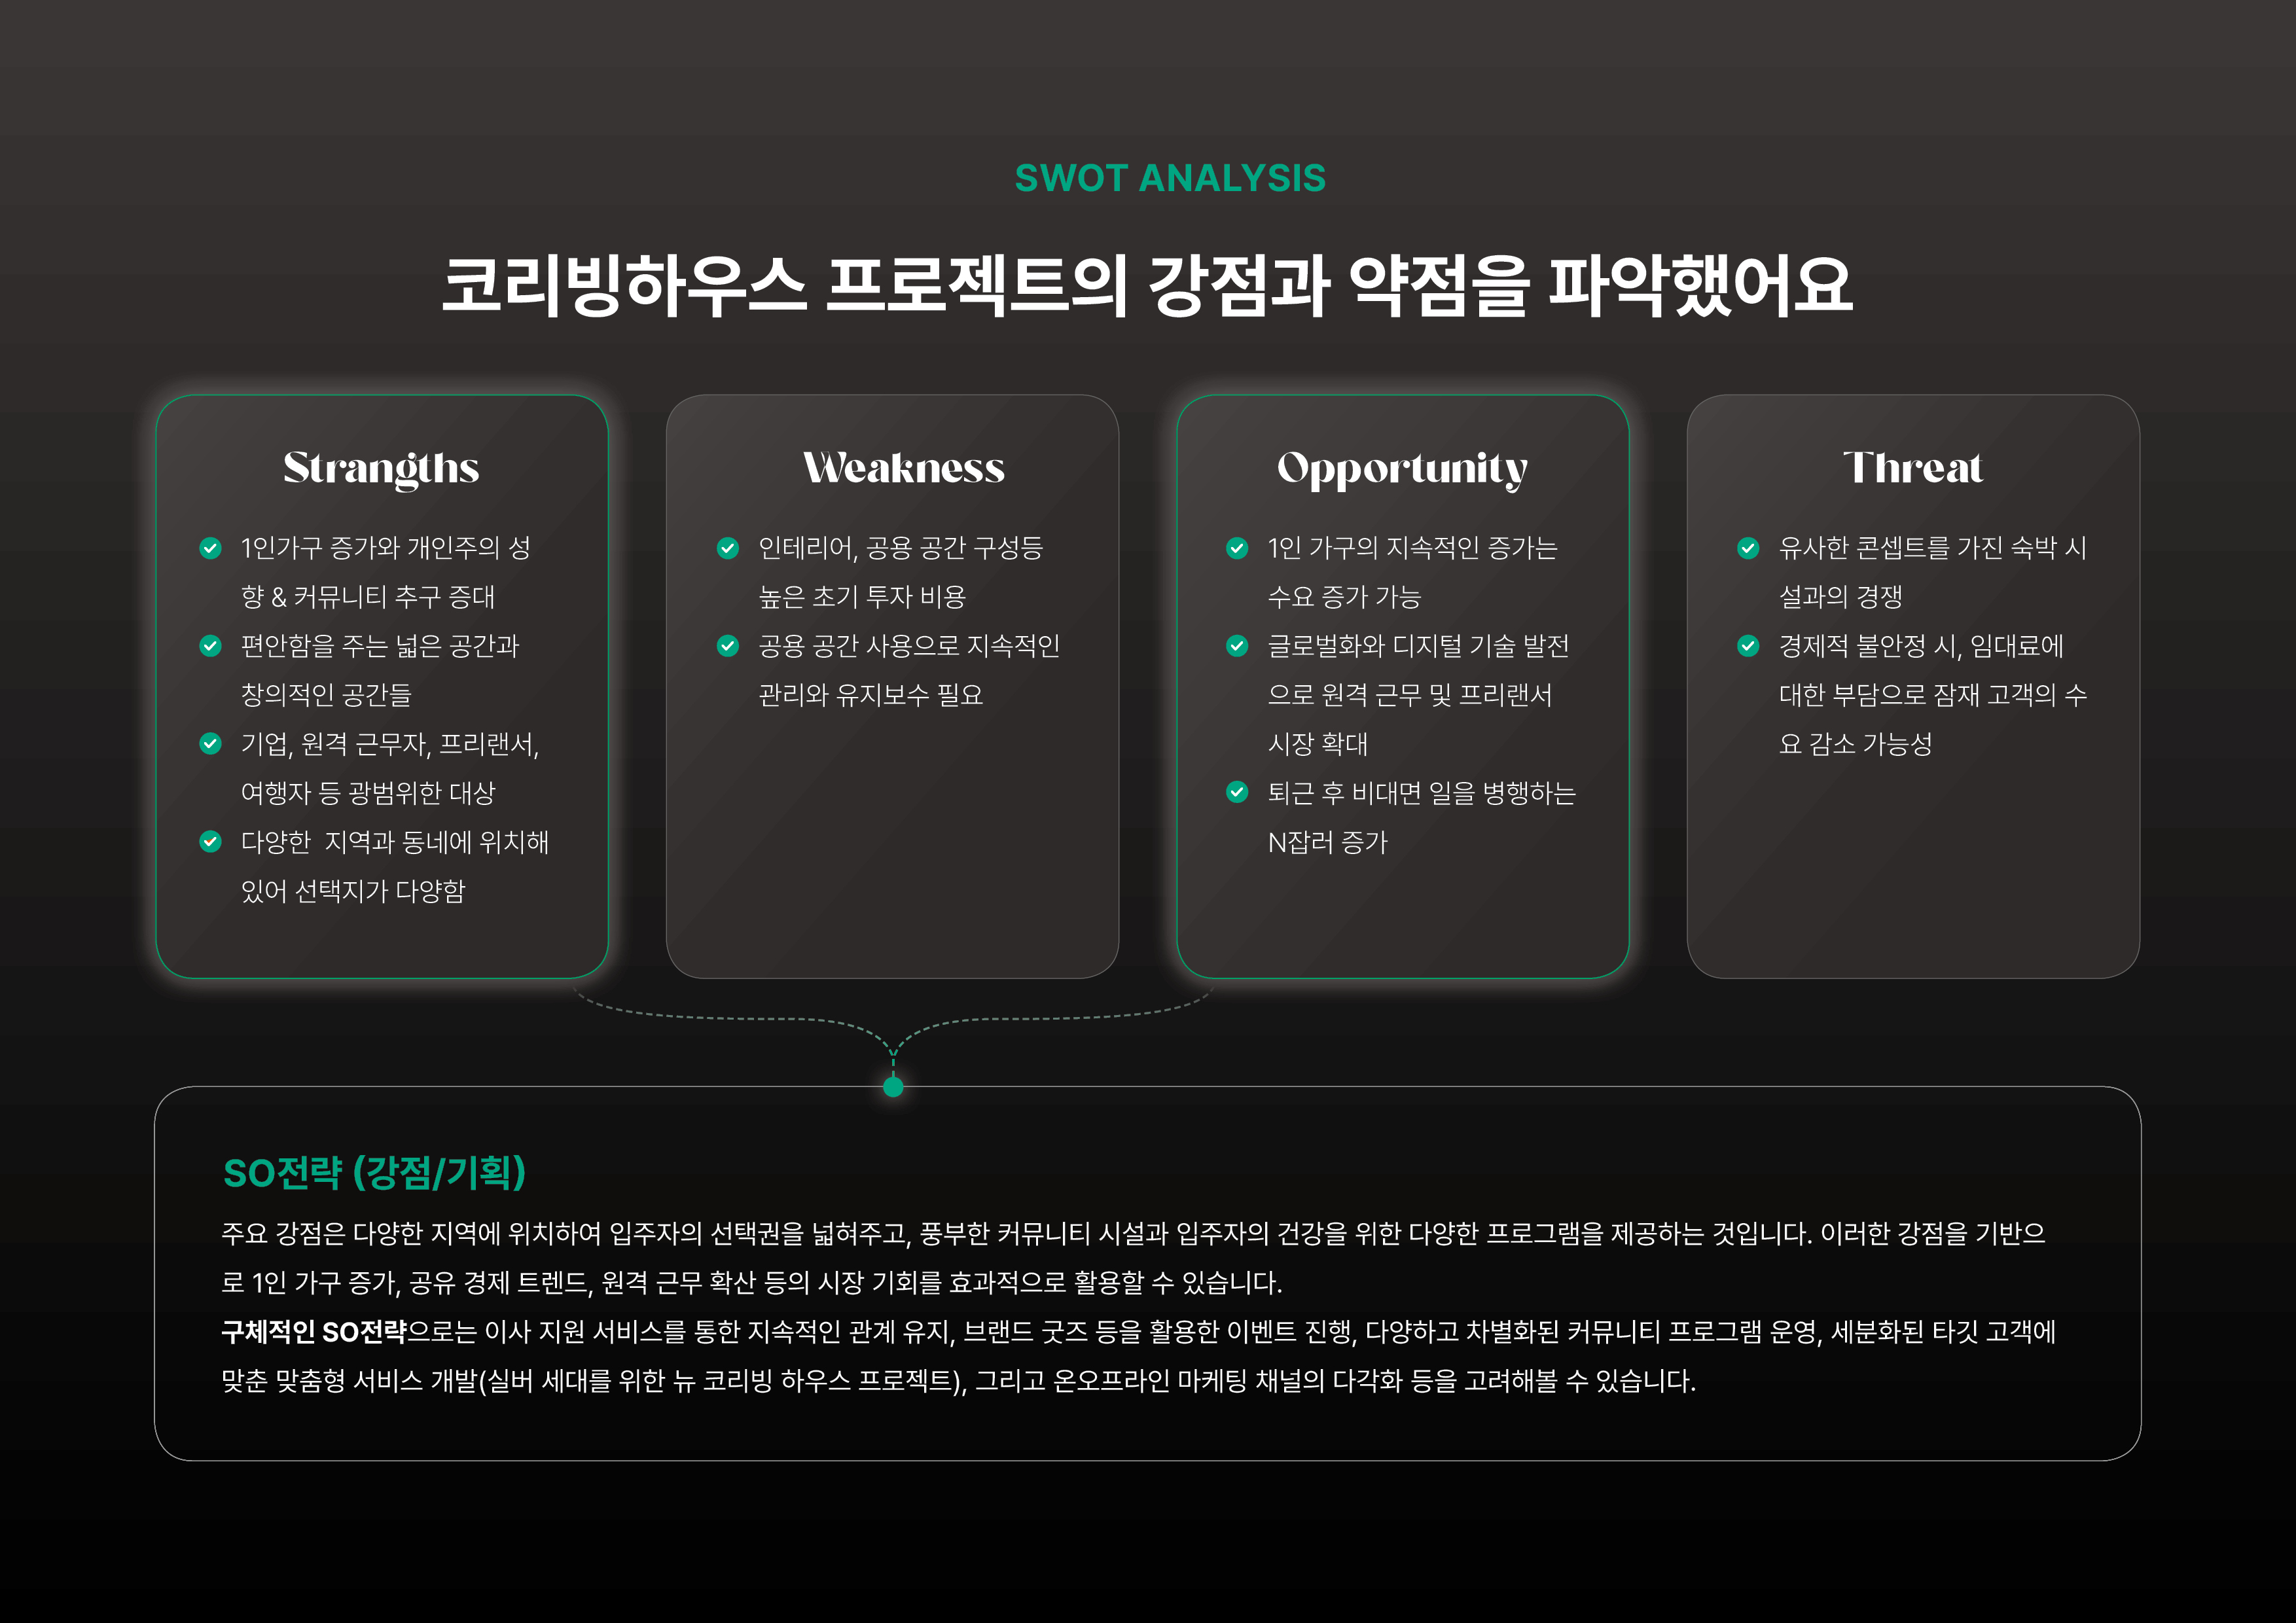 SWOT ANALYSIS
코리빙하우스 프로젝트의 강점과 약점을 파악했어요
Strangths
1인가구 증가와 개인주의 성
향 & 커뮤니티 추구 증대
편안함을 주는 넓은 공간과
창의적인 공간들
기업, 원격 근무자, 프리랜서,
여행자 등 광범위한 대상
다양한  지역과 동네에 위치해
있어 선택지가 다양함
Weakness
인테리어, 공용 공간 구성등
높은 초기 투자 비용
공용 공간 사용으로 지속적인
관리와 유지보수 필요
Opportunity
1인 가구의 지속적인 증가는
수요 증가 가능
글로벌화와 디지털 기술 발전
으로 원격 근무 및 프리랜서
시장 확대
퇴근 후 비대면 일을 병행하는
N잡러 증가
Threat
유사한 콘셉트를 가진 숙박 시
설과의 경쟁
경제적 불안정 시, 임대료에
대한 부담으로 잠재 고객의 수
요 감소 가능성
SO전략 (강점/기획)
주요 강점은 다양한 지역에 위치하여 입주자의 선택권을 넓혀주고, 풍부한 커뮤니티 시설과 입주자의 건강을 위한 다양한 프로그램을 제공하는 것입니다. 이러한 강점을 기반으
로 1인 가구 증가, 공유 경제 트렌드, 원격 근무 확산 등의 시장 기회를 효과적으로 활용할 수 있습니다.
구체적인 SO전략으로는 이사 지원 서비스를 통한 지속적인 관계 유지, 브랜드 굿즈 등을 활용한 이벤트 진행, 다양하고 차별화된 커뮤니티 프로그램 운영, 세분화된 타깃 고객에
맞춘 맞춤형 서비스 개발(실버 세대를 위한 뉴 코리빙 하우스 프로젝트), 그리고 온오프라인 마케팅 채널의 다각화 등을 고려해볼 수 있습니다.